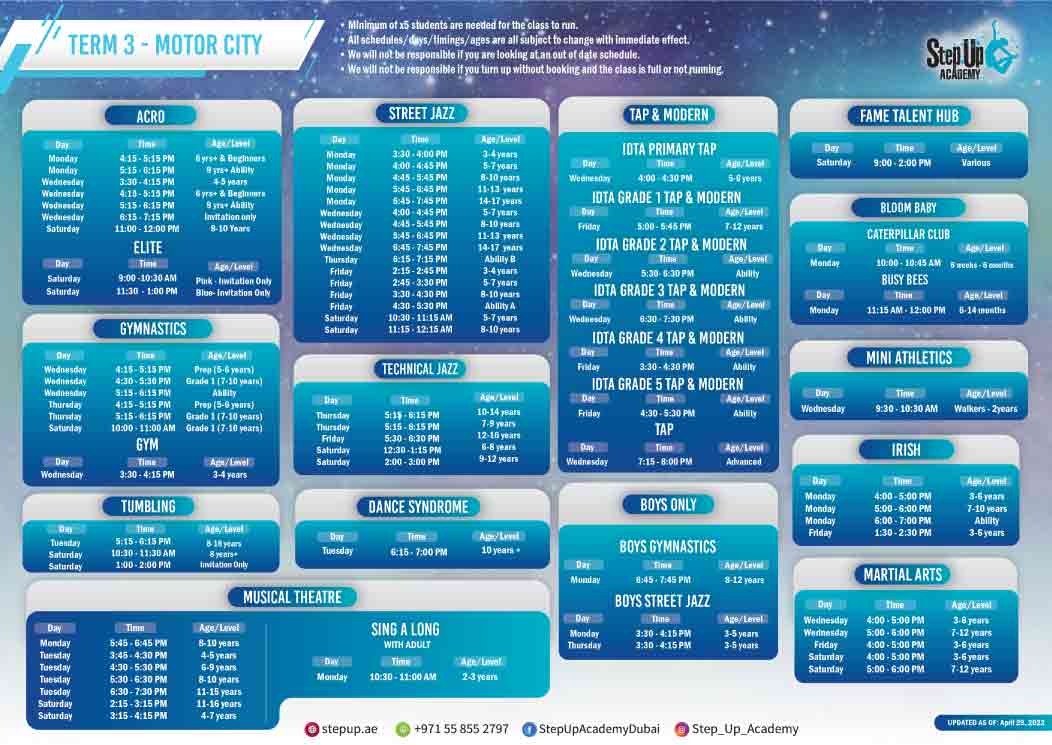 TERM 3 - MOTOR CITY
• Minimum of x5 students are needed for the class to run.
• All schedules/days/timings/ages are all subject to change with immediate effect.
• We will not be responsible if you are looking at an out of date schedule.
• We will not be responsible if you turn up without booking and the class is full or not running.
Step Up
ACADEMY
ACRO
Day Time Age/Level
Monday 4:15 - 5:15 PM 6 yrs+ & Beginners
Monday 5:15 - 6:15 PM 9 yrs+ Ability
Wednesday 3:30 - 4:15 PM 4-5 years
Wednesday 4:15 - 5:15 PM 6 yrs+ & Beginners
Wednesday 5:15 - 6:15 PM 9 yrs+ Ability
Wednesday 6:15 - 7:15 PM Invitation only
Saturday 11:00 - 12:00 PM 8-10 Years
ELITE
Day Time Age/Level
Saturday 9:00 -10:30 AM Pink - Invitation Only
Saturday 11:30 - 1:00 PM Blue- Invitation Only
GYMNASTICS
Day Time Age/Level
Wednesday 4:15 - 5:15 PM Prep (5-6 years)
Wednesday 4:30 - 5:30 PM Grade 1 (7-10 years)
Wednesday 5:15 - 6:15 PM Ability
Thursday 4:15 - 5:15 PM Prep (5-6 years)
Thursday 5:15 - 6:15 PM Grade 1 (7-10 years)
Saturday 10:00 - 11:00 AM Grade 1 (7-10 years)
GYM
Day Time Age/Level
Wednesday 3:30 - 4:15 PM 3-4 years
TUMBLING
Day Time Age/Level
Tuesday 5:15 - 6:15 PM 8-16 years
Saturday 10:30 - 11:30 AM 8 years+
Saturday 1:00 - 2:00 PM Invitation Only
STREET JAZZ
Day Time Age/Level
Monday 3:30 - 4:00 PM 3-4 years
Monday 4:00 - 4:45 PM 5-7 years
Monday 4:45 - 5:45 PM 8-10 years
Monday 5:45 - 6:45 PM 11-13 years
Monday 6:45 - 7:45 PM 14-17 years
Wednesday 4:00 - 4:45 PM 5-7 years
Wednesday 4:45 - 5:45 PM 8-10 years
Wednesday 5:45 - 6:45 PM 11-13 years
Wednesday 6:45 - 7:45 PM 14-17 years
Thursday 6:15 - 7:15 PM Ability B
Friday 2:15 - 2:45 PM 3-4 years
Friday 2:45 - 3:30 PM 5-7 years
Friday 3:30 - 4:30 PM 8-10 years
Friday 4:30 - 5:30 PM Ability A
Saturday 10:30 - 11:15 AM 5-7 years
Saturday 11:15 - 12:15 AM 8-10 years
TECHNICAL JAZZ
Day Time Age/Level
Thursday 5:15 - 6:15 PM 10-14 years
Thursday 5:15 - 6:15 PM 7-9 years
Friday 5:30 - 6:30 PM 12-16 years
Saturday 12:30 -1:15 PM 6-8 years
Saturday 2:00 - 3:00 PM 9-12 years
DANCE SYNDROME
Day Time Age/Level
Tuesday 6:15 - 7:00 PM 10 years +
TAP & MODERN
IDTA PRIMARY TAP
Day Time Age/Level
Wednesday 4:00 - 4:30 PM 5-6 years
IDTA GRADE 1 TAP & MODERN
Day Time Age/Level
Friday 5:00 - 5:45 PM 7-12 years
IDTA GRADE 2 TAP & MODERN
Day Time Age/Level
Wednesday 5:30- 6:30 PM Ability
IDTA GRADE 3 TAP & MODERN
Day Time Age/Level
Wednesday 6:30 - 7:30 PM Ability
IDTA GRADE 4 TAP & MODERN
Day Time Age/Level
Friday 3:30 - 4:30 PM Ability
IDTA GRADE 5 TAP & MODERN
Day Time Age/Level
Friday 4:30 - 5:30 PM Ability
TAP
Day Time Age/Level
Wednesday 7:15 - 8:00 PM Advanced
BOYS ONLY
BOYS GYMNASTICS
Day Time Age/Level
Monday 6:45 - 7:45 PM 8-12 years
BOYS STREET JAZZ
Day Time Age/Level
Monday 3:30 - 4:15 PM 3-5 years
Thursday 3:30 - 4:15 PM 3-5 years
FAME TALENT HUB
Day Time Age/Level
Saturday 9:00 - 2:00 PM Various
BLOOM BABY
CATERPILLAR CLUB
Day Time Age/Level
Monday 10:00 - 10:45 AM 6 weeks - 6 months
BUSY BEES
Day Time Age/Level
Monday 11:15 AM - 12:00 PM 6-14 months
MINI ATHLETICS
Day Time Age/Level
Wednesday 9:30 - 10:30 AM Walkers - 2years
IRISH
Day Time Age/Level
Monday 4:00 - 5:00 PM 3-6 years
Monday 5:00 - 6:00 PM 7-10 years
Monday 6:00 - 7:00 PM Ability
Friday 1:30 - 2:30 PM 3-6 years
MARTIAL ARTS
Day Time Age/Level
Wednesday 4:00 - 5:00 PM 3-6 years
Wednesday 5:00 - 6:00 PM 7-12 years
Friday 4:00 - 5:00 PM 3-6 years
Saturday 4:00 - 5:00 PM 3-6 years
Saturday 5:00 - 6:00 PM 7-12 years
MUSICAL THEATRE
Day Time Age/Level
Monday 5:45 - 6:45 PM 8-10 years
Tuesday 3:45 - 4:30 PM 4-5 years
Tuesday 4:30 - 5:30 PM 6-9 years
Tuesday 5:30 - 6:30 PM 8-10 years
Tuesday 6:30 - 7:30 PM 11-15 years
Saturday 2:15 - 3:15 PM 11-16 years
Saturday 3:15 - 4:15 PM 4-7 years
SING A LONG
WITH ADULT
Day Time Age/Level
Monday 10:30 - 11:00 AM 2-3 years
stepup.ae +971 55 855 2797 StepUpAcademyDubai Step_Up_Academy
UPDATED AS OF: April 29, 2022